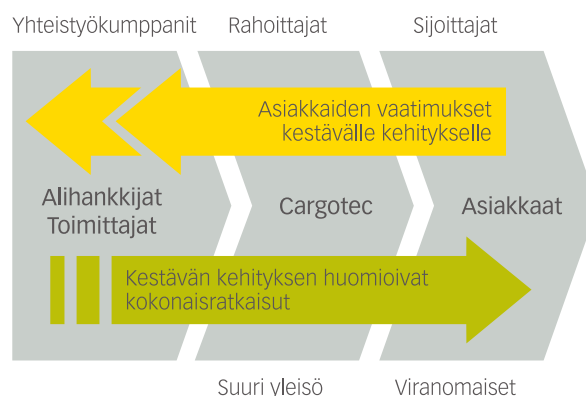 Yhteistyökumppanit Rahoittajat Sijoittajat
Asiakkaiden vaatimukset
kestävälle kehitykselle
Alihankkijat
Toimittajat
Cargotec
Asiakkaat
Kestävän kehityksen huomioivat
kokonaisratkaisut
Suuri yleisö Viranomaiset